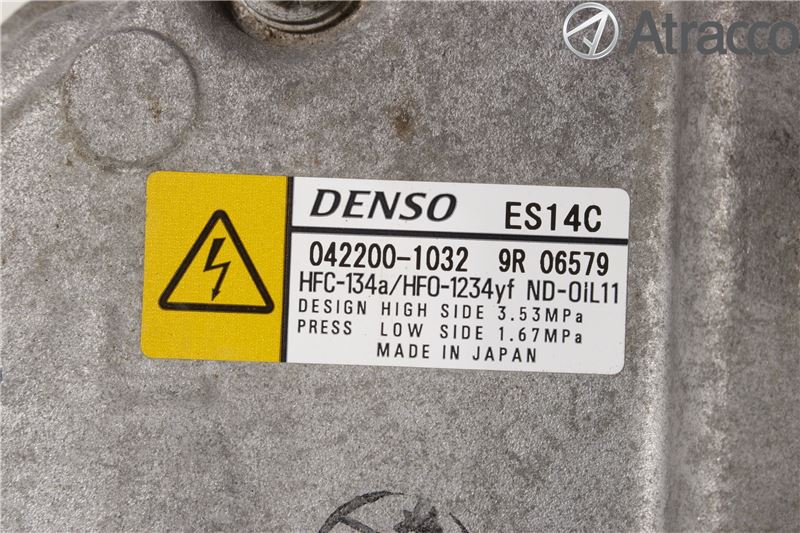 Atracco
DENSO ES14C
042200-1032 9R 06579
HFC-134a/HFO-1234yf ND-OiL11
DESIGN HIGH SIDE 3.53MPa
PRESS LOW SIDE 1.67MPa
MADE IN JAPAN